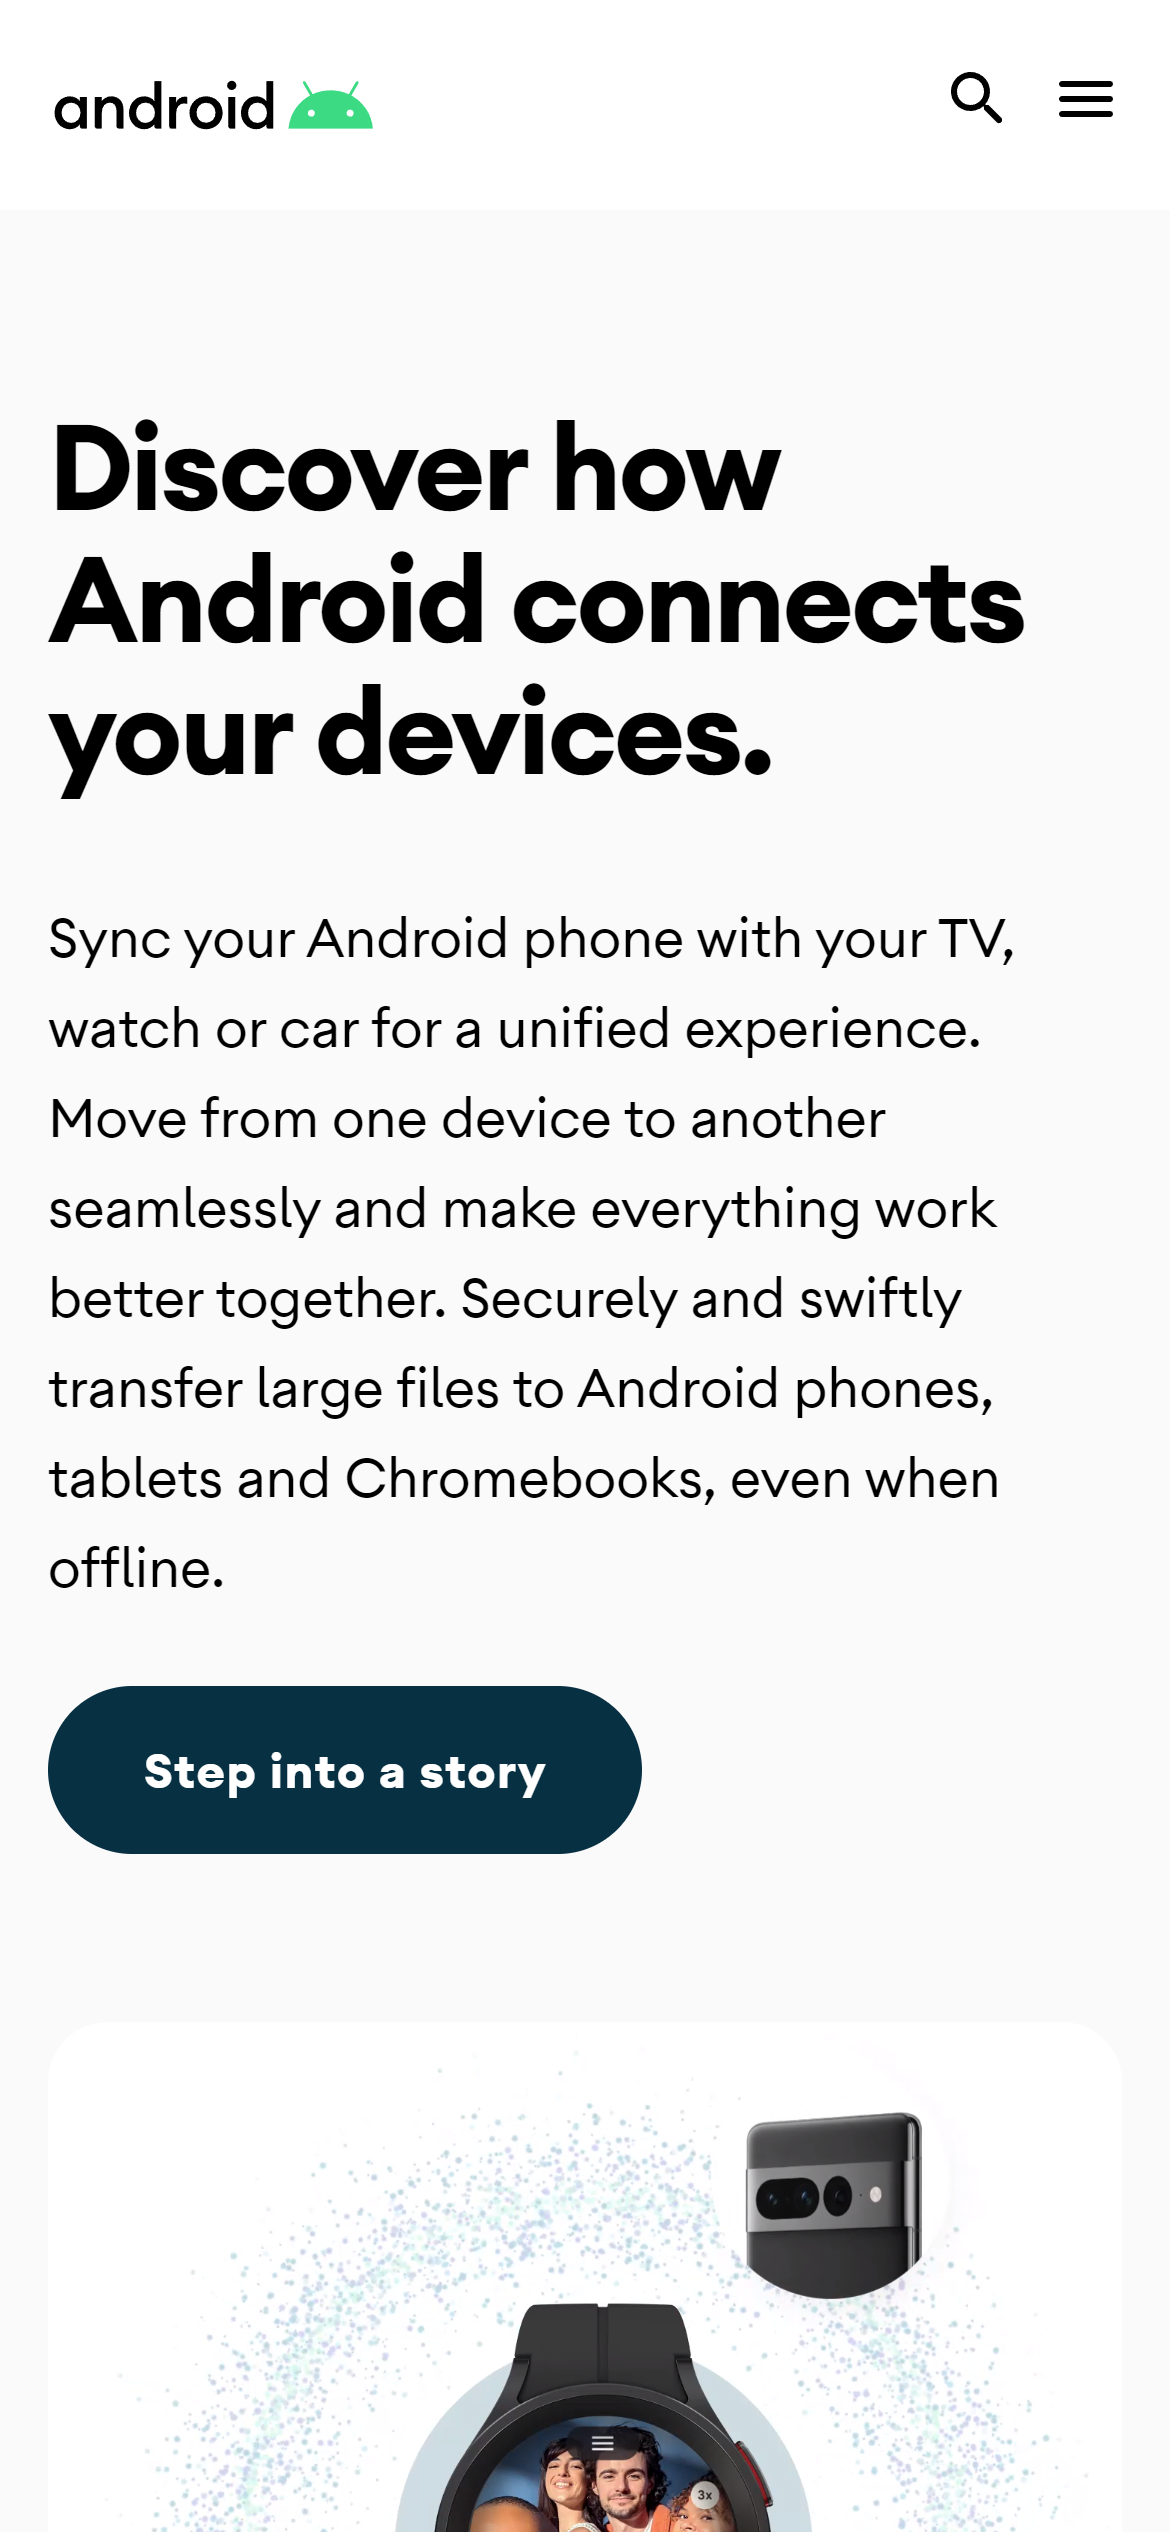 android
Discover how
Android connects
your devices.
Sync your Android phone with your TV,
watch or car for a unified experience.
Move from one device to another
seamlessly and make everything work
better together. Securely and swiftly
transfer large files to Android phones,
tablets and Chromebooks, even when
offline.
Step into a story
3x